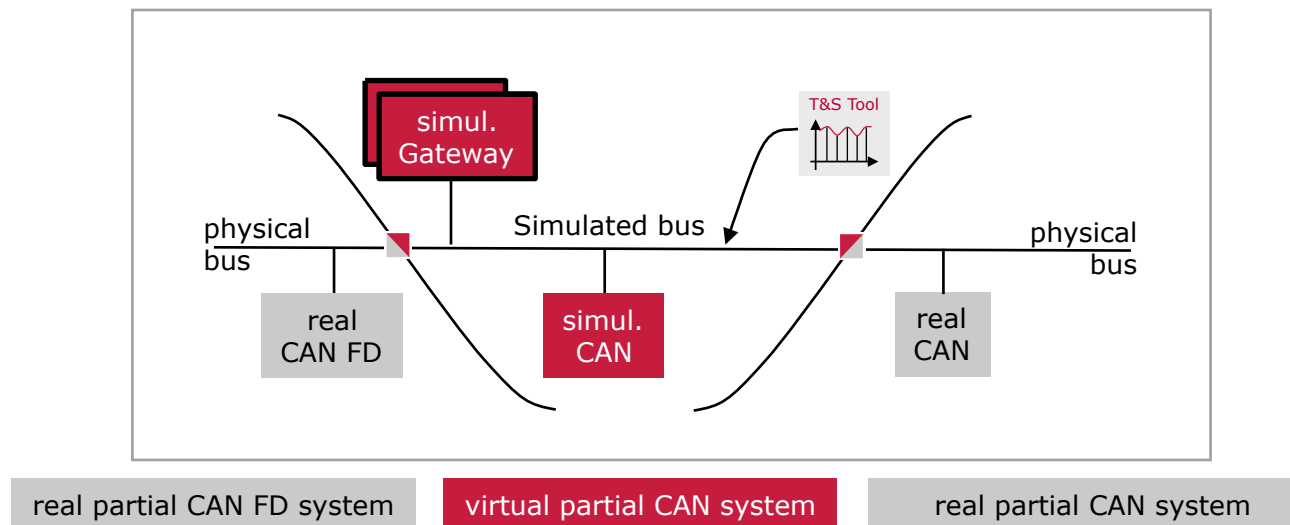 T&S Tool
simul.
Gateway
physical
bus
Simulated bus
physical
bus
real
CAN FD
simul.
CAN
real
CAN
real partial CAN FD system
virtual partial CAN system
real partial CAN system